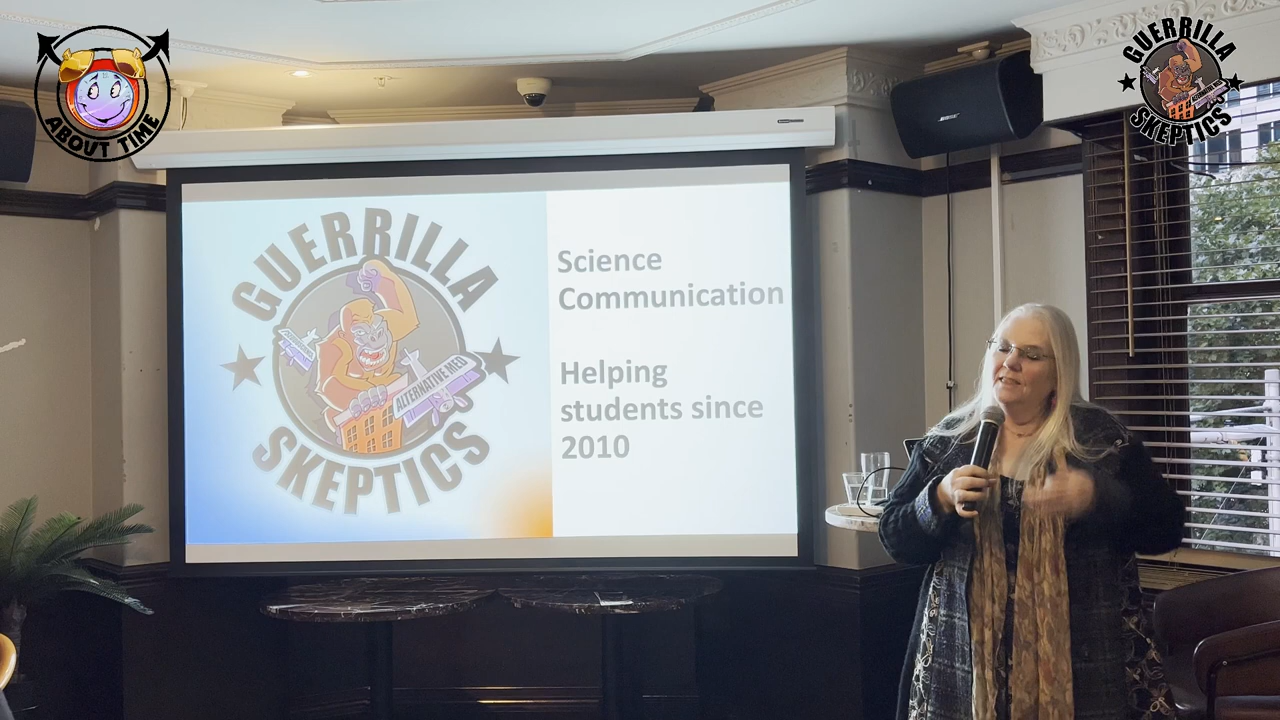 ABOUT TIME
GUERRILLA
SKEPTICS
BOSE
GUERRILLA
ALTERNATIVE MED
SKEPTICS
Science
Communication
Helping
students since
2010